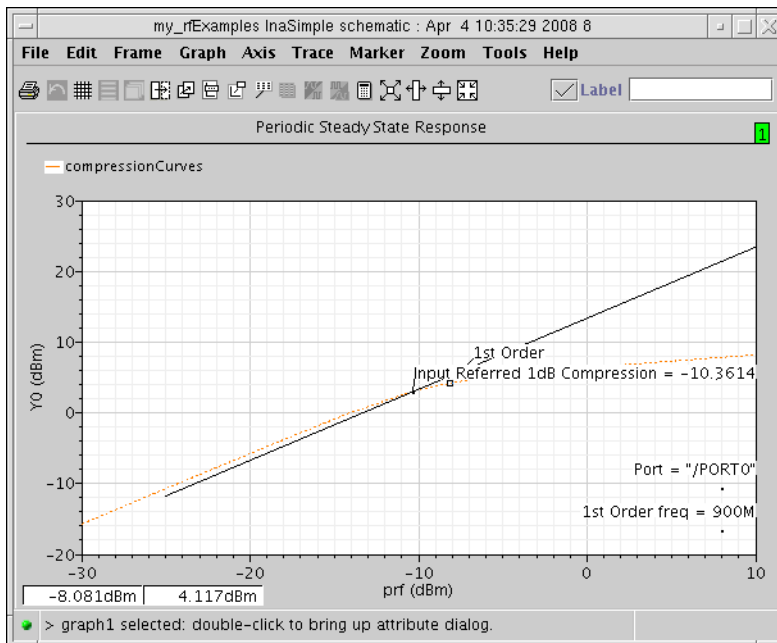 my_rfExamples lnaSimple schematic : Apr 4 10:35:29 2008 8
File Edit Frame Graph Axis Trace Marker Zoom Tools Help
Label
Periodic Steady State Response
1
compressionCurves
30
20
10
0
-10
-20
Y0 (dBm)
1st Order
Input Referred 1dB Compression = -10.3614
Port = "/PORT0"
1st Order freq = 900M
-30 -20 -10 0 10
prf (dBm)
-8.081dBm 4.117dBm
> graph1 selected: double-click to bring up attribute dialog.